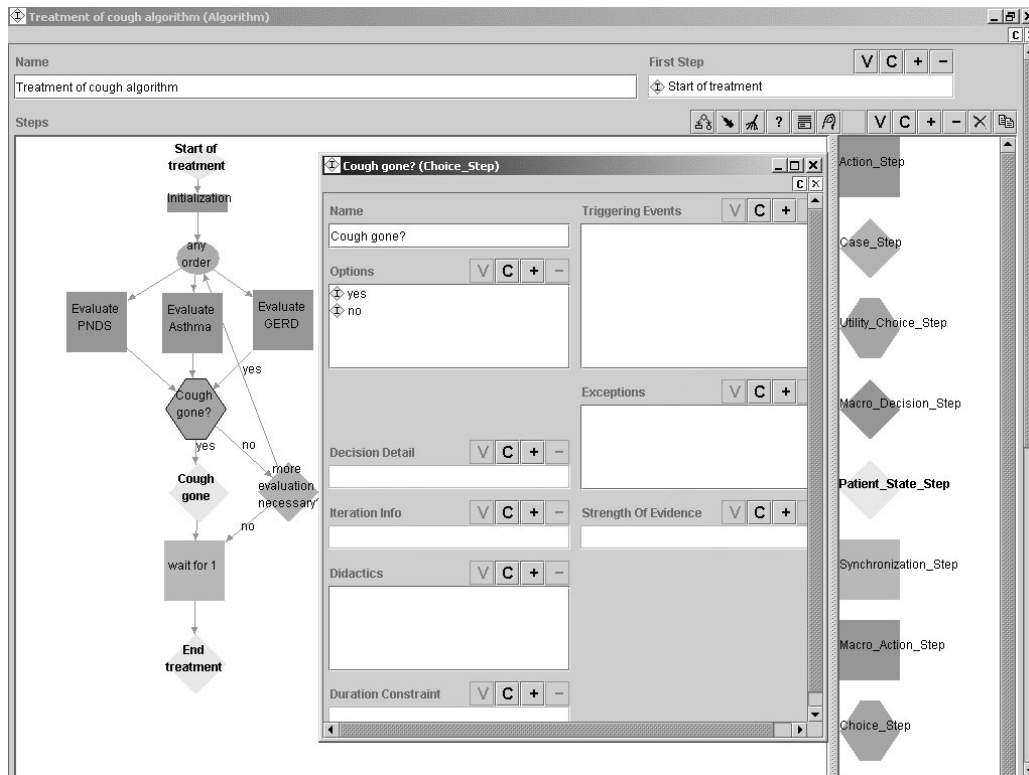 Treatment of cough algorithm (Algorithm)
C
Name
First Step
V C + −
Treatment of cough algorithm
Start of treatment
Steps
? V C + −
Start of
treatment
Initialization
any
order
Evaluate
PNDS
Evaluate
Asthma
Evaluate
GERD
yes
Cough
gone?
yes
no
more
evaluation
necessary
Cough
gone
no
wait for 1
End
treatment
Cough gone? (Choice_Step)
C
Name
Cough gone?
Options
V C + −
yes
no
Decision Detail
V C + −
Iteration Info
V C + −
Didactics
V C + −
Duration Constraint
V C + −
Triggering Events
V C +
Exceptions
V C +
Strength Of Evidence
V C +
Action_Step
Case_Step
Utility_Choice_Step
Macro_Decision_Step
Patient_State_Step
Synchronization_Step
Macro_Action_Step
Choice_Step